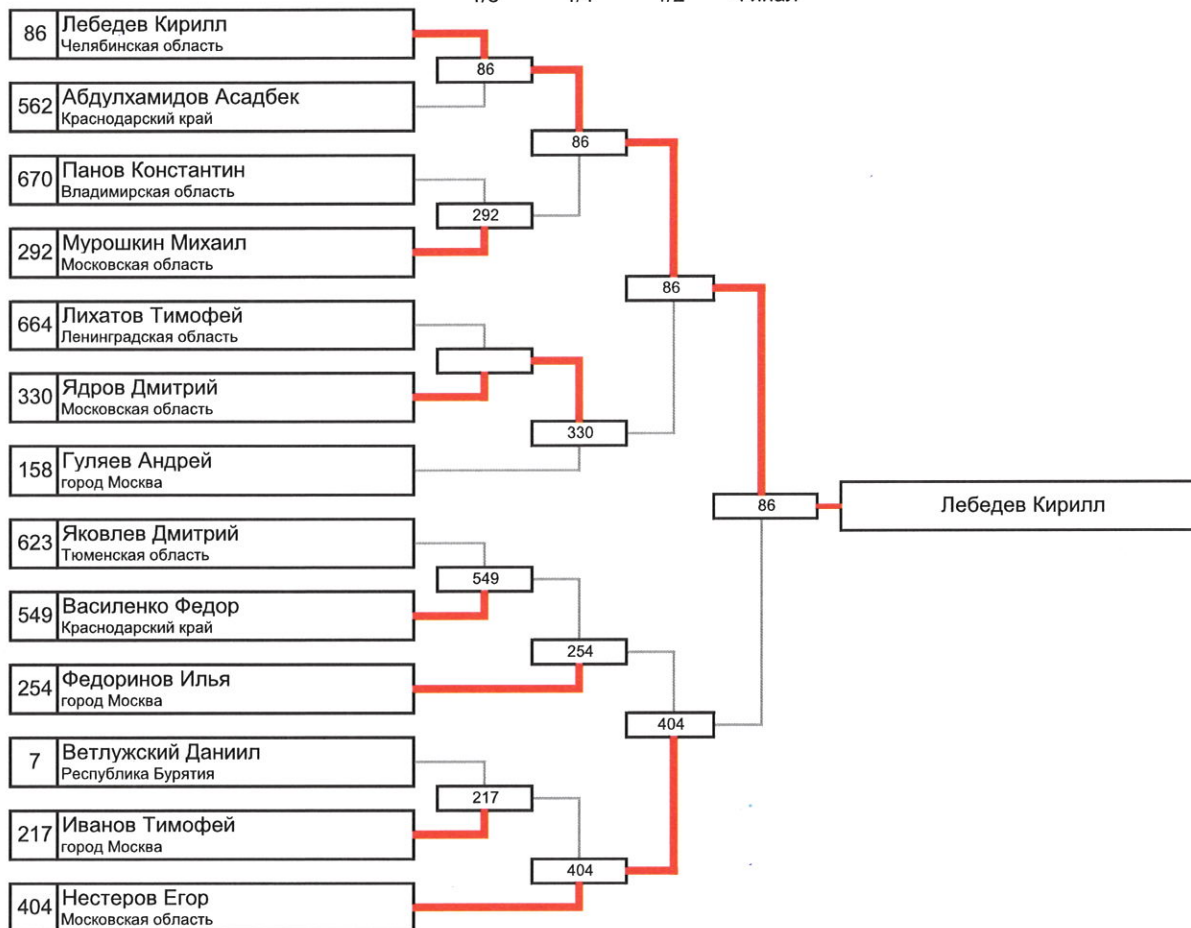 86 Лебедев Кирилл
Челябинская область
86
562 Абдулхамидов Асадбек
Краснодарский край
86
670 Панов Константин
Владимирская область
292
292 Мурошкин Михаил
Московская область
86
664 Лихатов Тимофей
Ленинградская область
330 Ядров Дмитрий
Московская область
330
158 Гуляев Андрей
город Москва
86
Лебедев Кирилл
623 Яковлев Дмитрий
Тюменская область
549
549 Василенко Федор
Краснодарский край
254
254 Федоринов Илья
город Москва
404
7 Ветлужский Даниил
Республика Бурятия
217
217 Иванов Тимофей
город Москва
404
404 Нестеров Егор
Московская область